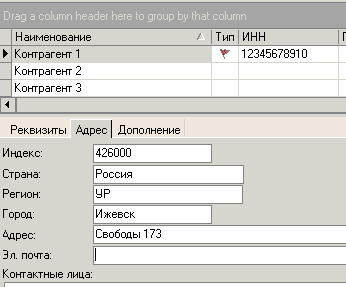 Drag a column header here to group by that column
Наименование Тип ИНН
Контрагент 1 12345678910
Контрагент 2
Контрагент 3
Реквизиты Адрес Дополнение
Индекс: 426000
Страна: Россия
Регион: УР
Город: Ижевск
Адрес: Свободы 173
Эл. почта:
Контактные лица: